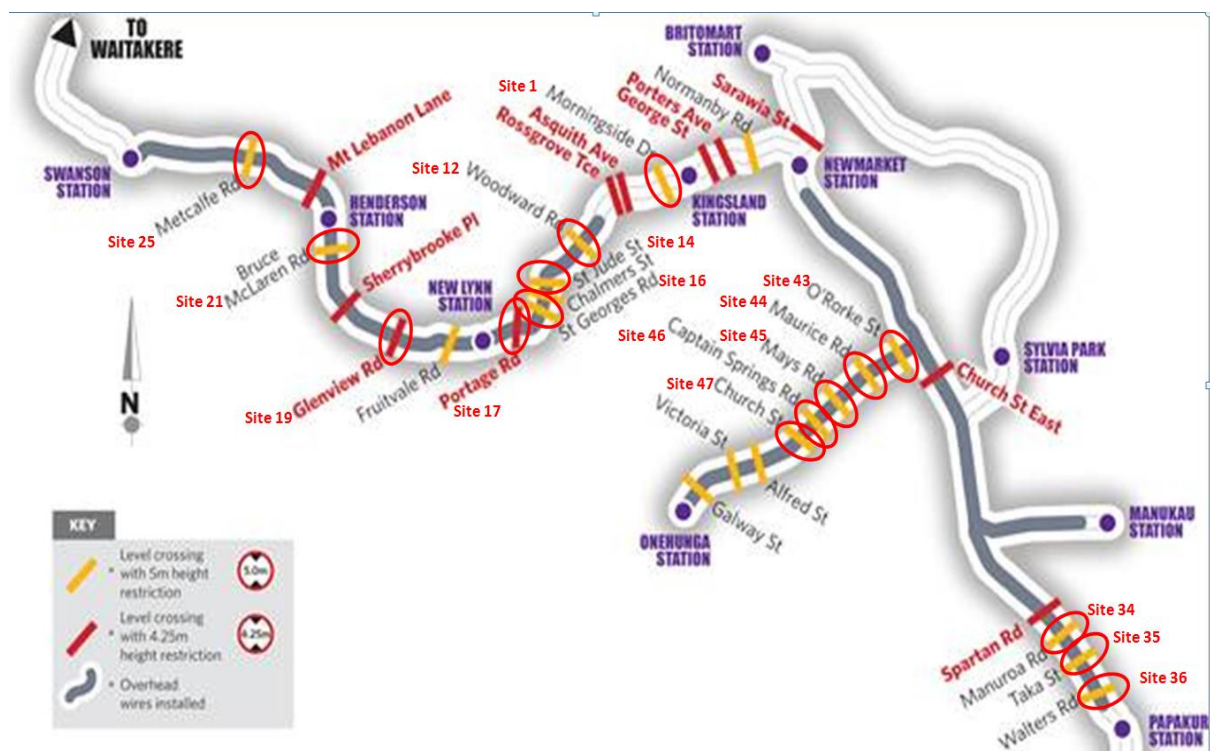 TO
WAITAKERE
SWANSON
STATION
Metcalfe Rd
Site 25
Mt Lebanon Lane
HENDERSON
STATION
Bruce
McLaren Rd
Site 21
Sherrybrooke Pl
Glenview Rd
Site 19
Fruitvale Rd
NEW LYNN
STATION
Portage Rd
Site 17
St Georges Rd
Chalmers St
St Jude St
Site 16
Site 14
Woodward Rd
Site 12
Rossgrove Tce
Asquith Ave
Morningside Dr
Site 1
KINGSLAND
STATION
George St
Porters Ave
Normanby Rd
Sarawia St
BRITOMART
STATION
NEWMARKET
STATION
SYLVIA PARK
STATION
Site 43
O'Rorke St
Site 44
Maurice Rd
Site 45
Mays Rd
Site 46
Captain Springs Rd
Site 47
Church St
Victoria St
Alfred St
Galway St
ONEHUNGA
STATION
Church St East
MANUKAU
STATION
Spartan Rd
Site 34
Manuroa Rd
Site 35
Taka St
Site 36
Walters Rd
PAPAKUR
STATION
N
KEY
Level crossing
• with 5m height
restriction
5.0m
Level crossing
• with 4.25m
height restriction
4.25m
• Overhead
wires installed